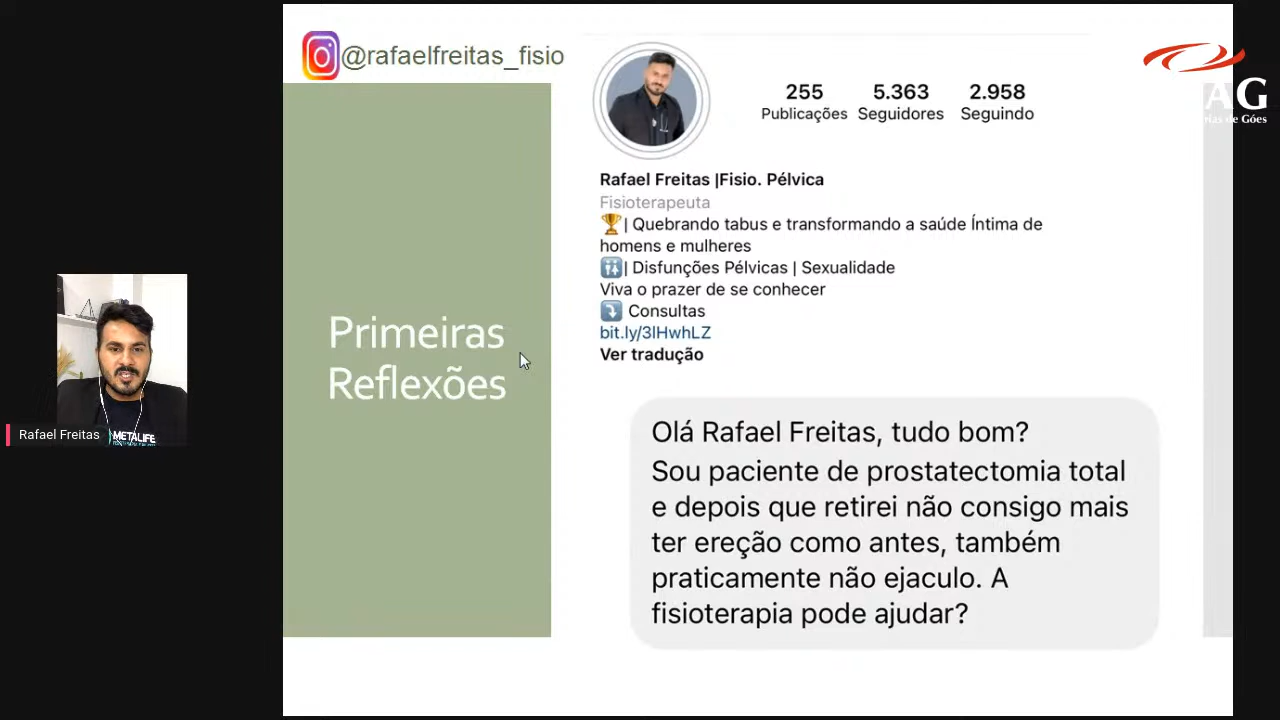 @rafaelfreitas_fisio
255 5.363 2.958
Publicações Seguidores Seguindo
AG
de Góes
Rafael Freitas |Fisio. Pélvica
Fisioterapeuta
| Quebrando tabus e transformando a saúde Íntima de
homens e mulheres
| Disfunções Pélvicas | Sexualidade
Viva o prazer de se conhecer
Consultas
bit.ly/3lHwhLZ
Ver tradução
Primeiras
Reflexões
Rafael Freitas
METALIFE
Olá Rafael Freitas, tudo bom?
Sou paciente de prostatectomia total
e depois que retirei não consigo mais
ter ereção como antes, também
praticamente não ejaculo. A
fisioterapia pode ajudar?